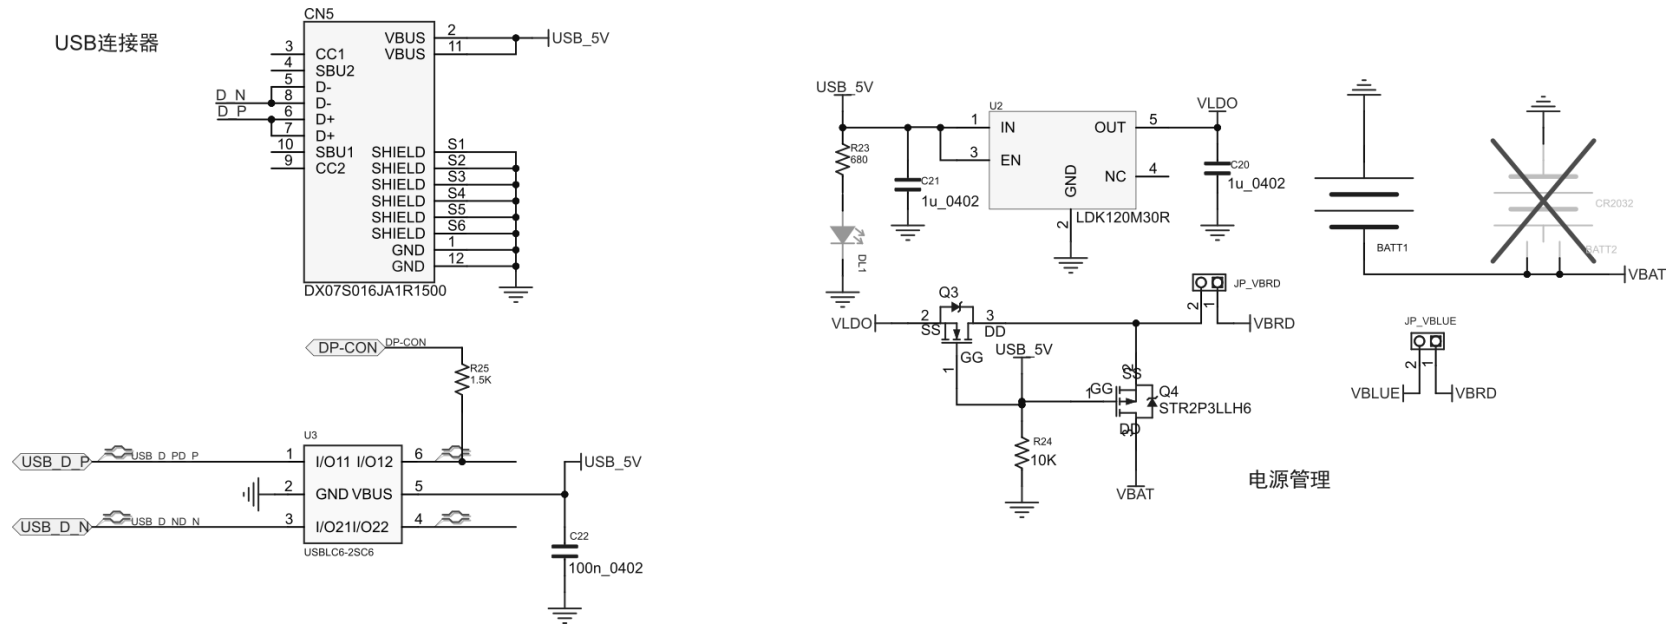 USB连接器
CN5
VBUS 2
VBUS 11
USB_5V
3 CC1
4 SBU2
5 D-
D_N 8 D-
D_P 6 D+
7 D+
10 SBU1
9 CC2
SHIELD S1
SHIELD S2
SHIELD S3
SHIELD S4
SHIELD S5
SHIELD S6
GND 1
GND 12
DX07S016JA1R1500
DP-CON DP-CON
R25
1.5K
U3
USB_D_P USB_D_PD_P 1 I/O11 I/O12 6
2 GND VBUS 5
USB_D_N USB_D_ND_N 3 I/O21 I/O22 4
USBLC6-2SC6
USB_5V
C22
100n_0402
USB_5V
R23
680
DL1
C21
1u_0402
U2
1 IN OUT 5
3 EN
NC 4
GND
2
LDK120M30R
VLDO
C20
1u_0402
BATT1
CR2032
BATT2
VBAT
Q3
VLDO 2 3
SS DD
GG
1
USB_5V
R24
10K
JP_VBRD
2 1
VBRD
2
SS
1 GG
Q4
STR2P3LLH6
DD
3
VBAT
JP_VBLUE
2 1
VBLUE VBRD
电源管理